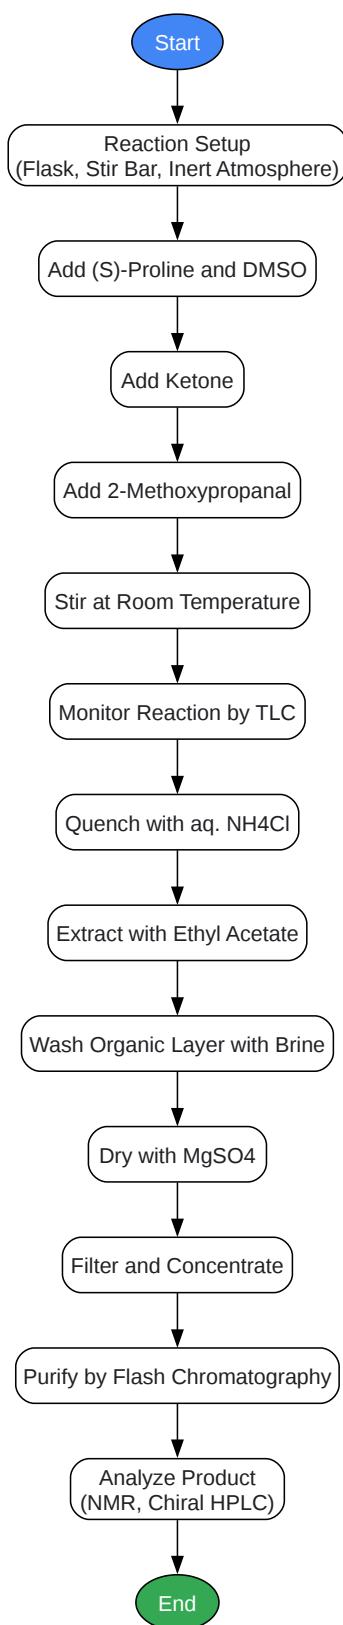 Start
Reaction Setup
(Flask, Stir Bar, Inert Atmosphere)
Add (S)-Proline and DMSO
Add Ketone
Add 2-Methoxypropanal
Stir at Room Temperature
Monitor Reaction by TLC
Quench with aq. NH4Cl
Extract with Ethyl Acetate
Wash Organic Layer with Brine
Dry with MgSO4
Filter and Concentrate
Purify by Flash Chromatography
Analyze Product
(NMR, Chiral HPLC)
End